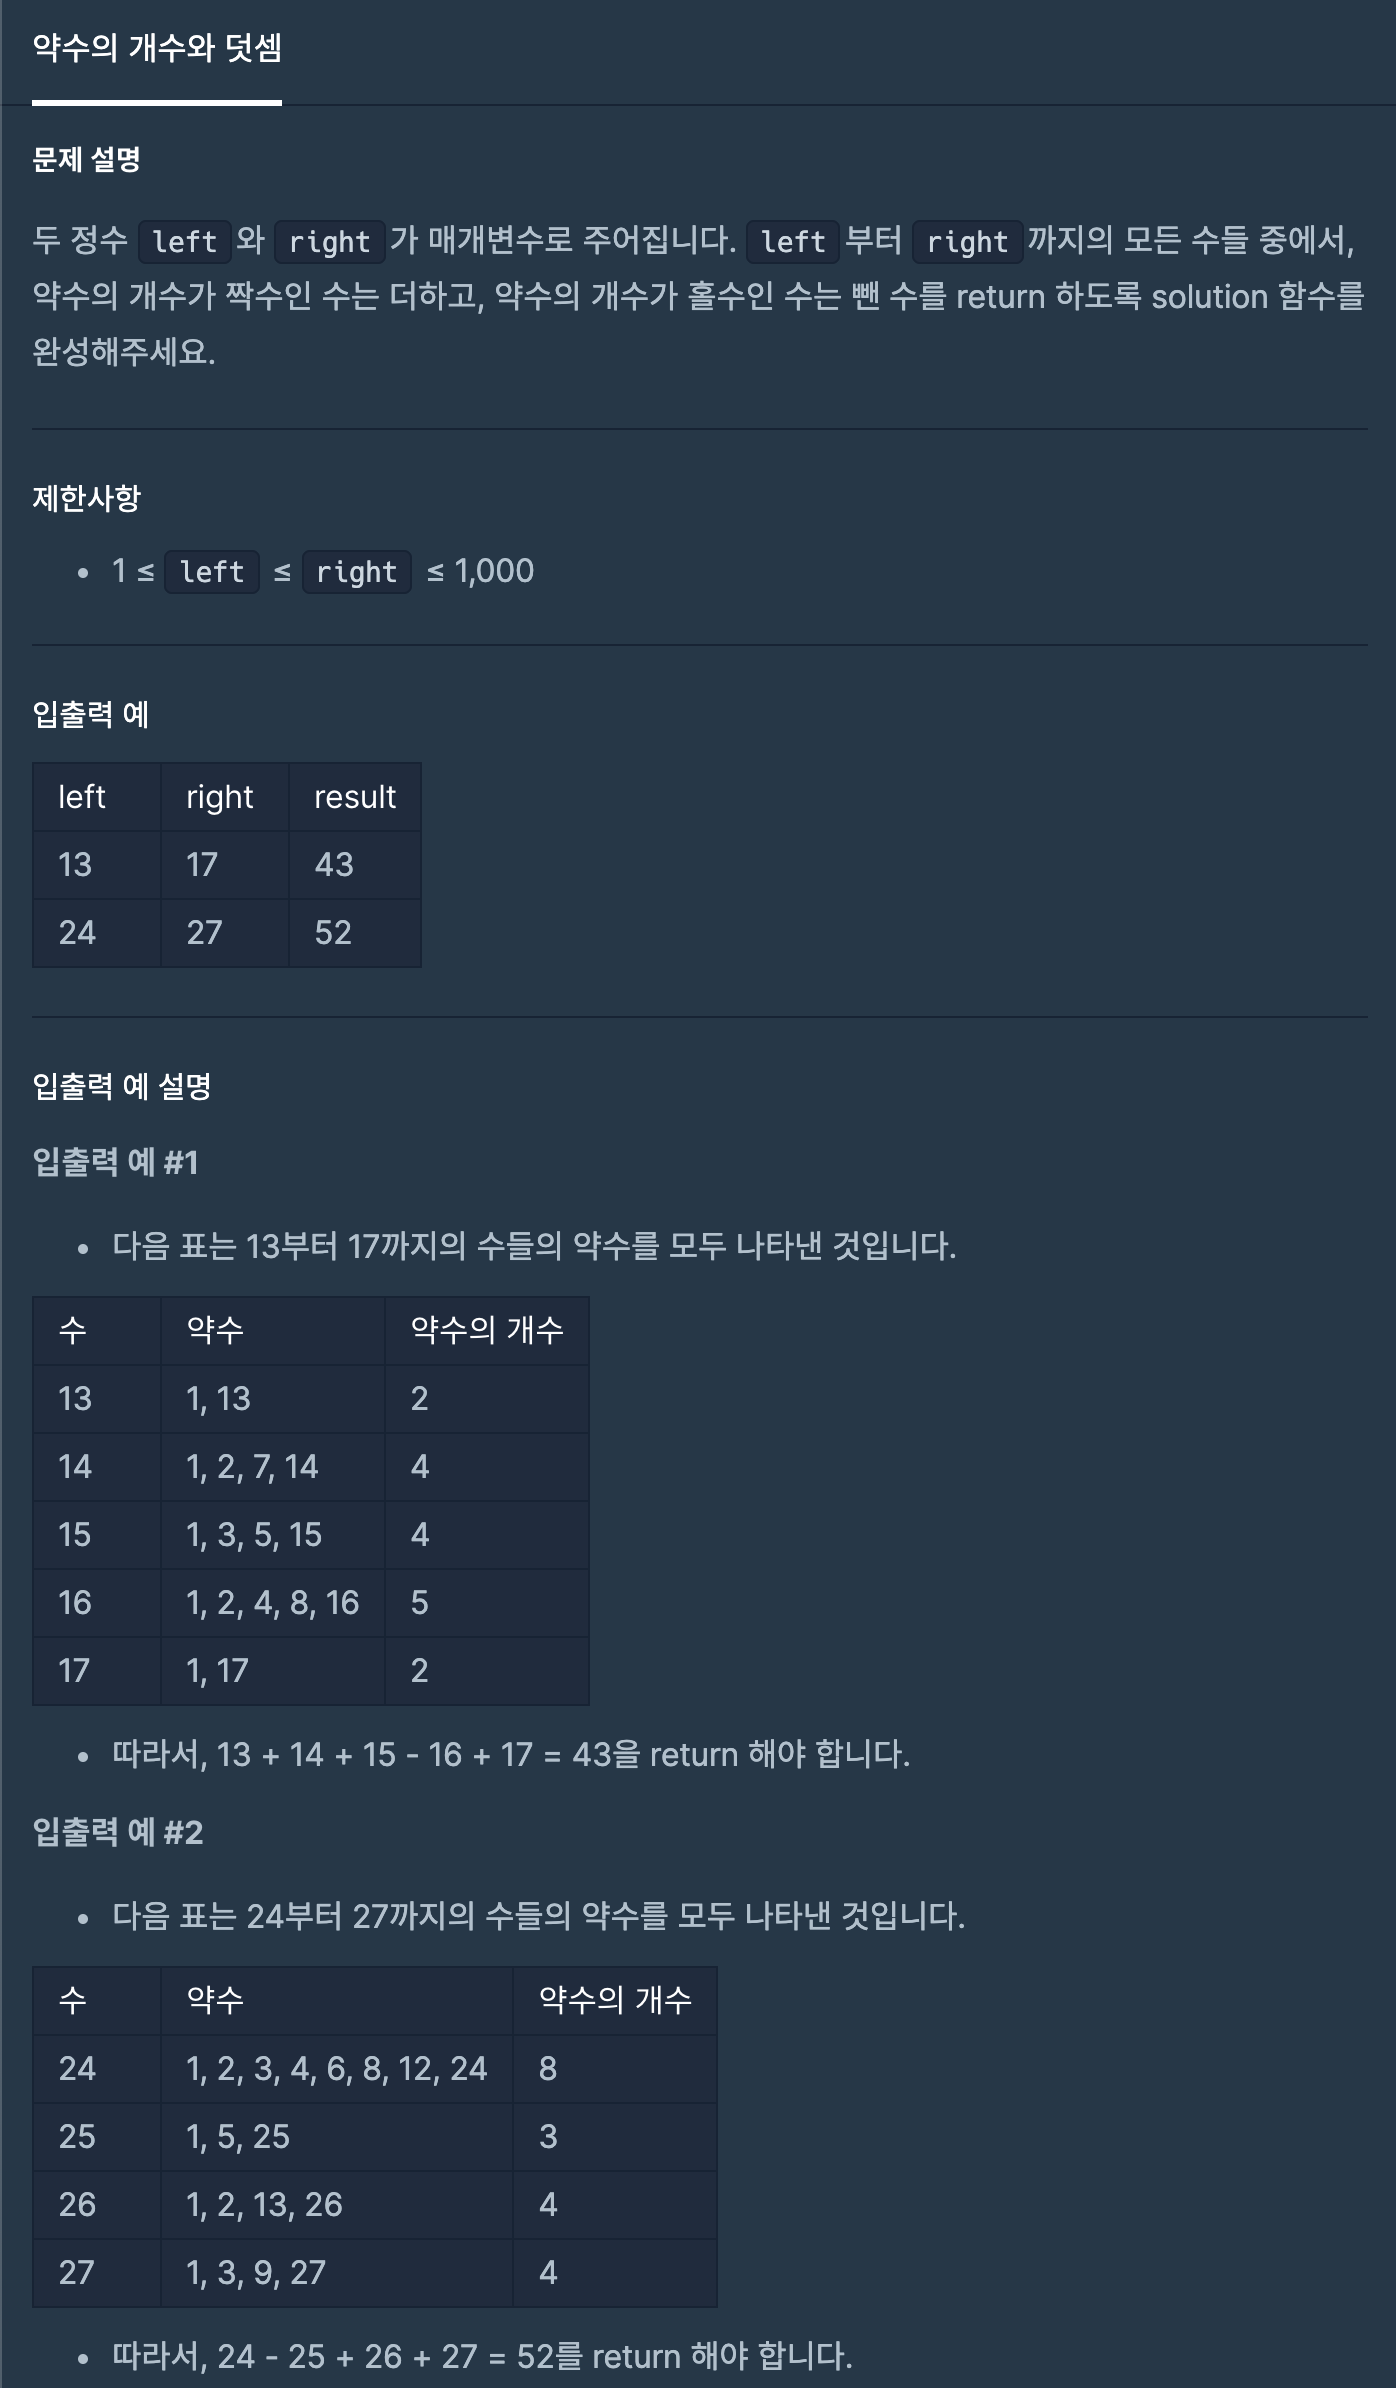 약수의 개수와 덧셈
문제 설명
두 정수 left와 right가 매개변수로 주어집니다. left부터 right까지의 모든 수들 중에서,
약수의 개수가 짝수인 수는 더하고, 약수의 개수가 홀수인 수는 뺀 수를 return 하도록 solution 함수를
완성해주세요.
제한사항
• 1 ≤ left ≤ right ≤ 1,000
입출력 예
left right result
13 17 43
24 27 52
입출력 예 설명
입출력 예 #1
• 다음 표는 13부터 17까지의 수들의 약수를 모두 나타낸 것입니다.
수 약수 약수의 개수
13 1, 13 2
14 1, 2, 7, 14 4
15 1, 3, 5, 15 4
16 1, 2, 4, 8, 16 5
17 1, 17 2
• 따라서, 13 + 14 + 15 - 16 + 17 = 43을 return 해야 합니다.
입출력 예 #2
• 다음 표는 24부터 27까지의 수들의 약수를 모두 나타낸 것입니다.
수 약수 약수의 개수
24 1, 2, 3, 4, 6, 8, 12, 24 8
25 1, 5, 25 3
26 1, 2, 13, 26 4
27 1, 3, 9, 27 4
• 따라서, 24 - 25 + 26 + 27 = 52를 return 해야 합니다.